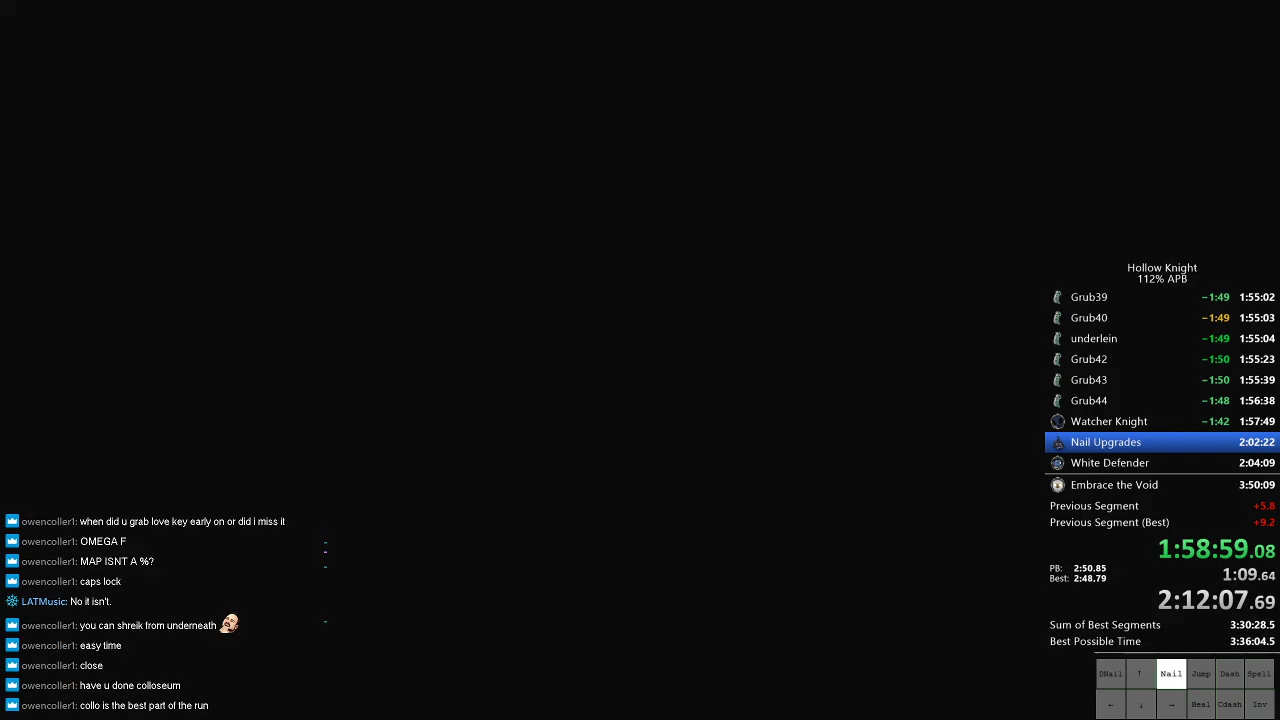 Hollow Knight
112% APB
Grub39 −1:49 1:55:02
Grub40 −1:49 1:55:03
underlein −1:49 1:55:04
Grub42 −1:50 1:55:23
Grub43 −1:50 1:55:39
Grub44 −1:48 1:56:38
Watcher Knight −1:42 1:57:49
Nail Upgrades 2:02:22
White Defender 2:04:09
Embrace the Void 3:50:09
Previous Segment +5.8
Previous Segment (Best) +9.2
1:58:59.08
PB: 2:50.85
Best: 2:48.79
1:09.64
2:12:07.69
Sum of Best Segments 3:30:28.5
Best Possible Time 3:36:04.5
DNail ↑ Nail Jump Dash Spell
← ↓ → Heal Cdash Inv
owencoller1: when did u grab love key early on or did i miss it
owencoller1: OMEGA F
owencoller1: MAP ISNT A %?
owencoller1: caps lock
LATMusic: No it isn't.
owencoller1: you can shreik from underneath
owencoller1: easy time
owencoller1: close
owencoller1: have u done colloseum
owencoller1: collo is the best part of the run